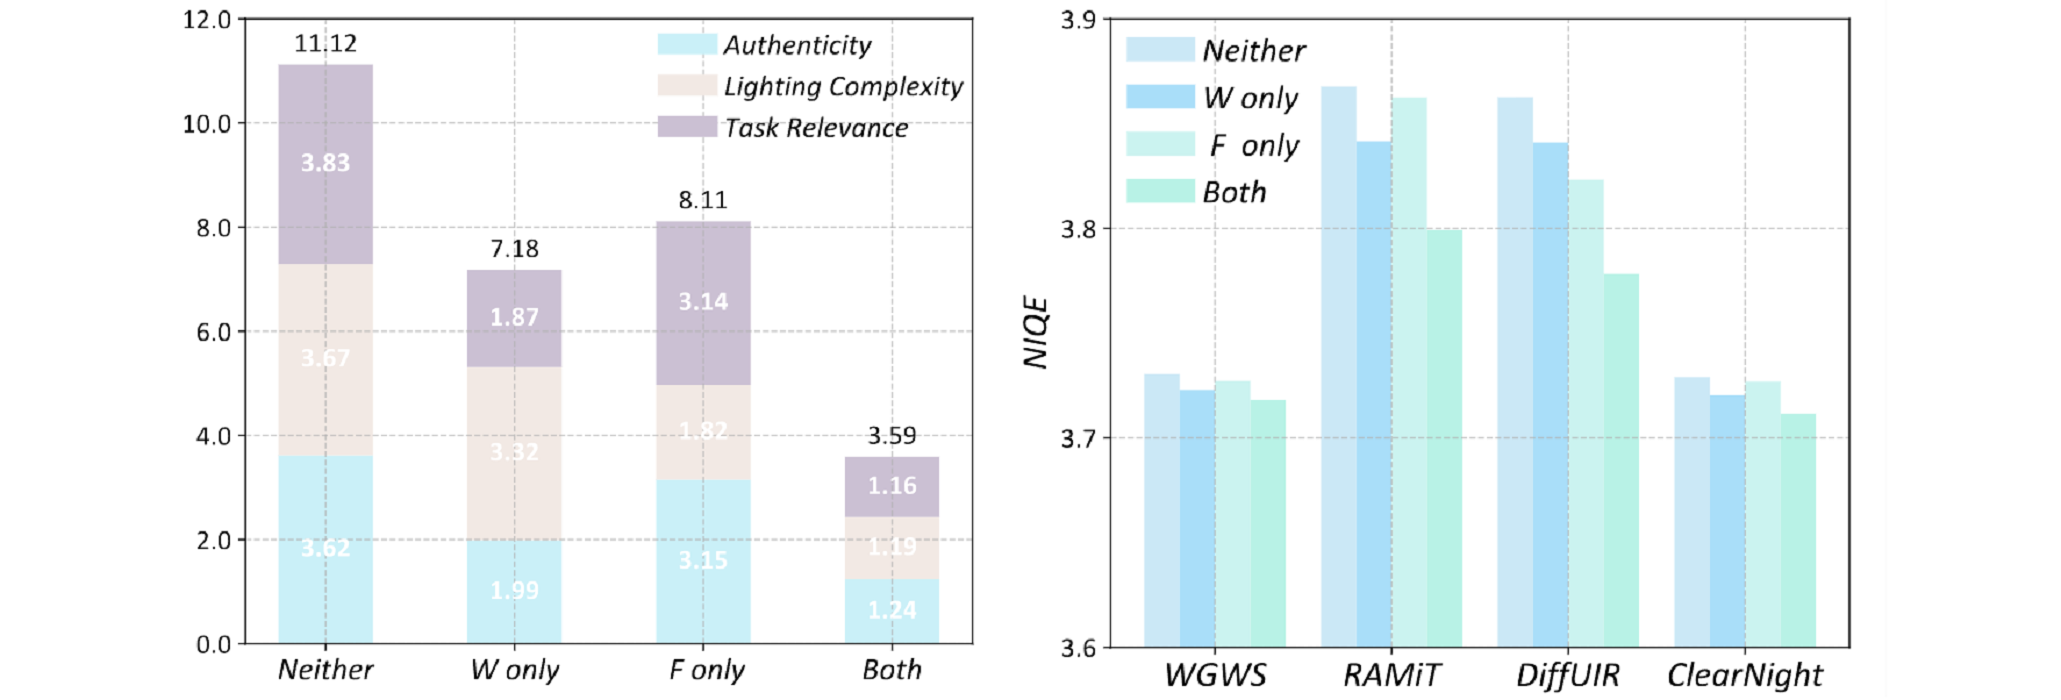 12.0
10.0
8.0
6.0
4.0
2.0
0.0
11.12
3.83
3.67
3.62
7.18
1.87
3.32
1.99
8.11
3.14
1.82
3.15
3.59
1.16
1.19
1.24
Authenticity
Lighting Complexity
Task Relevance
Neither W only F only Both
NIQE
3.9
3.8
3.7
3.6
Neither
W only
F only
Both
WGWS RAMiT DiffUIR ClearNight